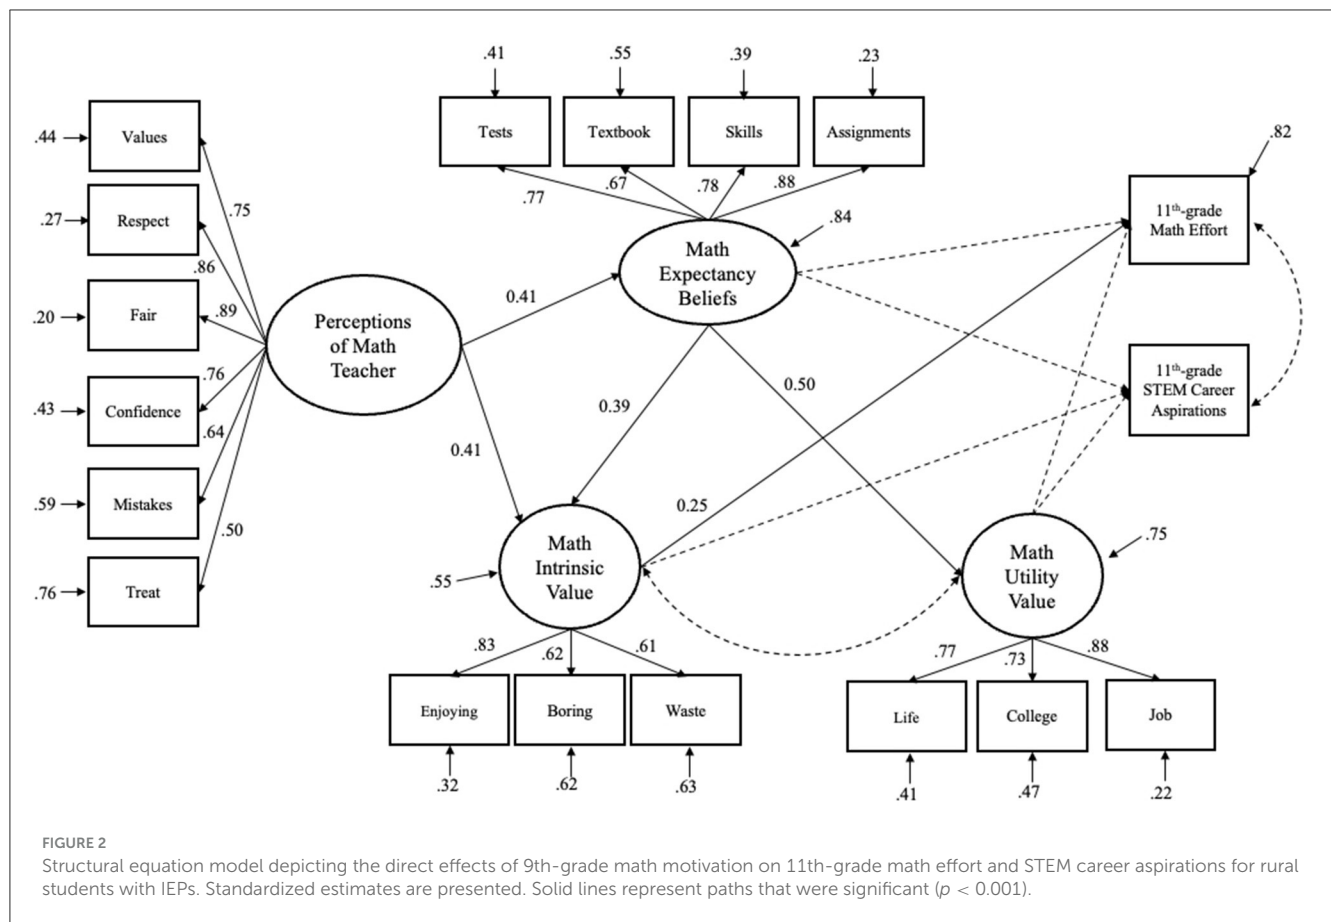 .41
.55
.39
.23
Tests
Textbook
Skills
Assignments
.77
.67
.78
.88
.44
Values
.27
Respect
.20
Fair
.43
Confidence
.59
Mistakes
.76
Treat
.75
.86
.89
.76
.64
.50
Perceptions
of Math
Teacher
0.41
0.41
Math
Expectancy
Beliefs
.84
0.39
0.50
0.25
.82
11th-grade
Math Effort
11th-grade
STEM Career
Aspirations
Math
Intrinsic
Value
.55
.83
.62
.61
Enjoying
Boring
Waste
.32
.62
.63
Math
Utility
Value
.75
.77
.73
.88
Life
College
Job
.41
.47
.22
FIGURE 2
Structural equation model depicting the direct effects of 9th-grade math motivation on 11th-grade math effort and STEM career aspirations for rural
students with IEPs. Standardized estimates are presented. Solid lines represent paths that were significant (p < 0.001).